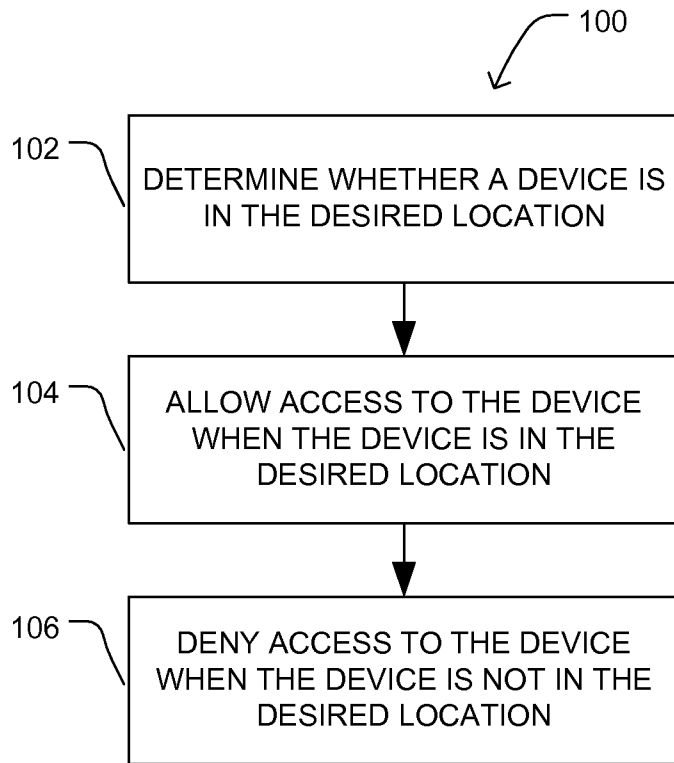 100
102
DETERMINE WHETHER A DEVICE IS
IN THE DESIRED LOCATION
104
ALLOW ACCESS TO THE DEVICE
WHEN THE DEVICE IS IN THE
DESIRED LOCATION
106
DENY ACCESS TO THE DEVICE
WHEN THE DEVICE IS NOT IN THE
DESIRED LOCATION